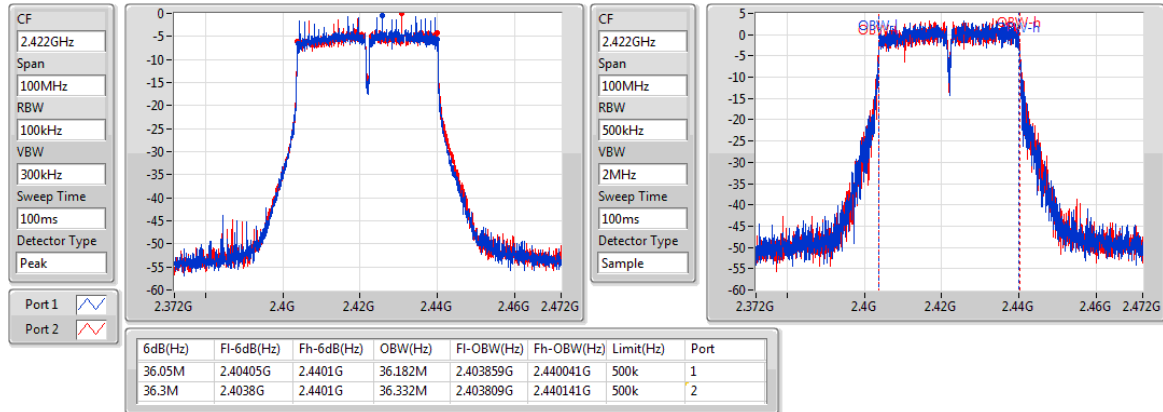 CF
2.422GHz
Span
100MHz
RBW
100kHz
VBW
300kHz
Sweep Time
100ms
Detector Type
Peak
Port 1
Port 2
0
-5
-10
-15
-20
-25
-30
-35
-40
-45
-50
-55
-60
2.372G 2.4G 2.42G 2.44G 2.46G 2.472G
CF
2.422GHz
Span
100MHz
RBW
500kHz
VBW
2MHz
Sweep Time
100ms
Detector Type
Sample
5
0
-5
-10
-15
-20
-25
-30
-35
-40
-45
-50
-55
-60
OBW-h
OBW-h
2.372G 2.4G 2.42G 2.44G 2.46G 2.472G
6dB(Hz) Fl-6dB(Hz) Fh-6dB(Hz) OBW(Hz) Fl-OBW(Hz) Fh-OBW(Hz) Limit(Hz) Port
36.05M 2.40405G 2.4401G 36.182M 2.403859G 2.440041G 500k 1
36.3M 2.4038G 2.4401G 36.332M 2.403809G 2.440141G 500k 2